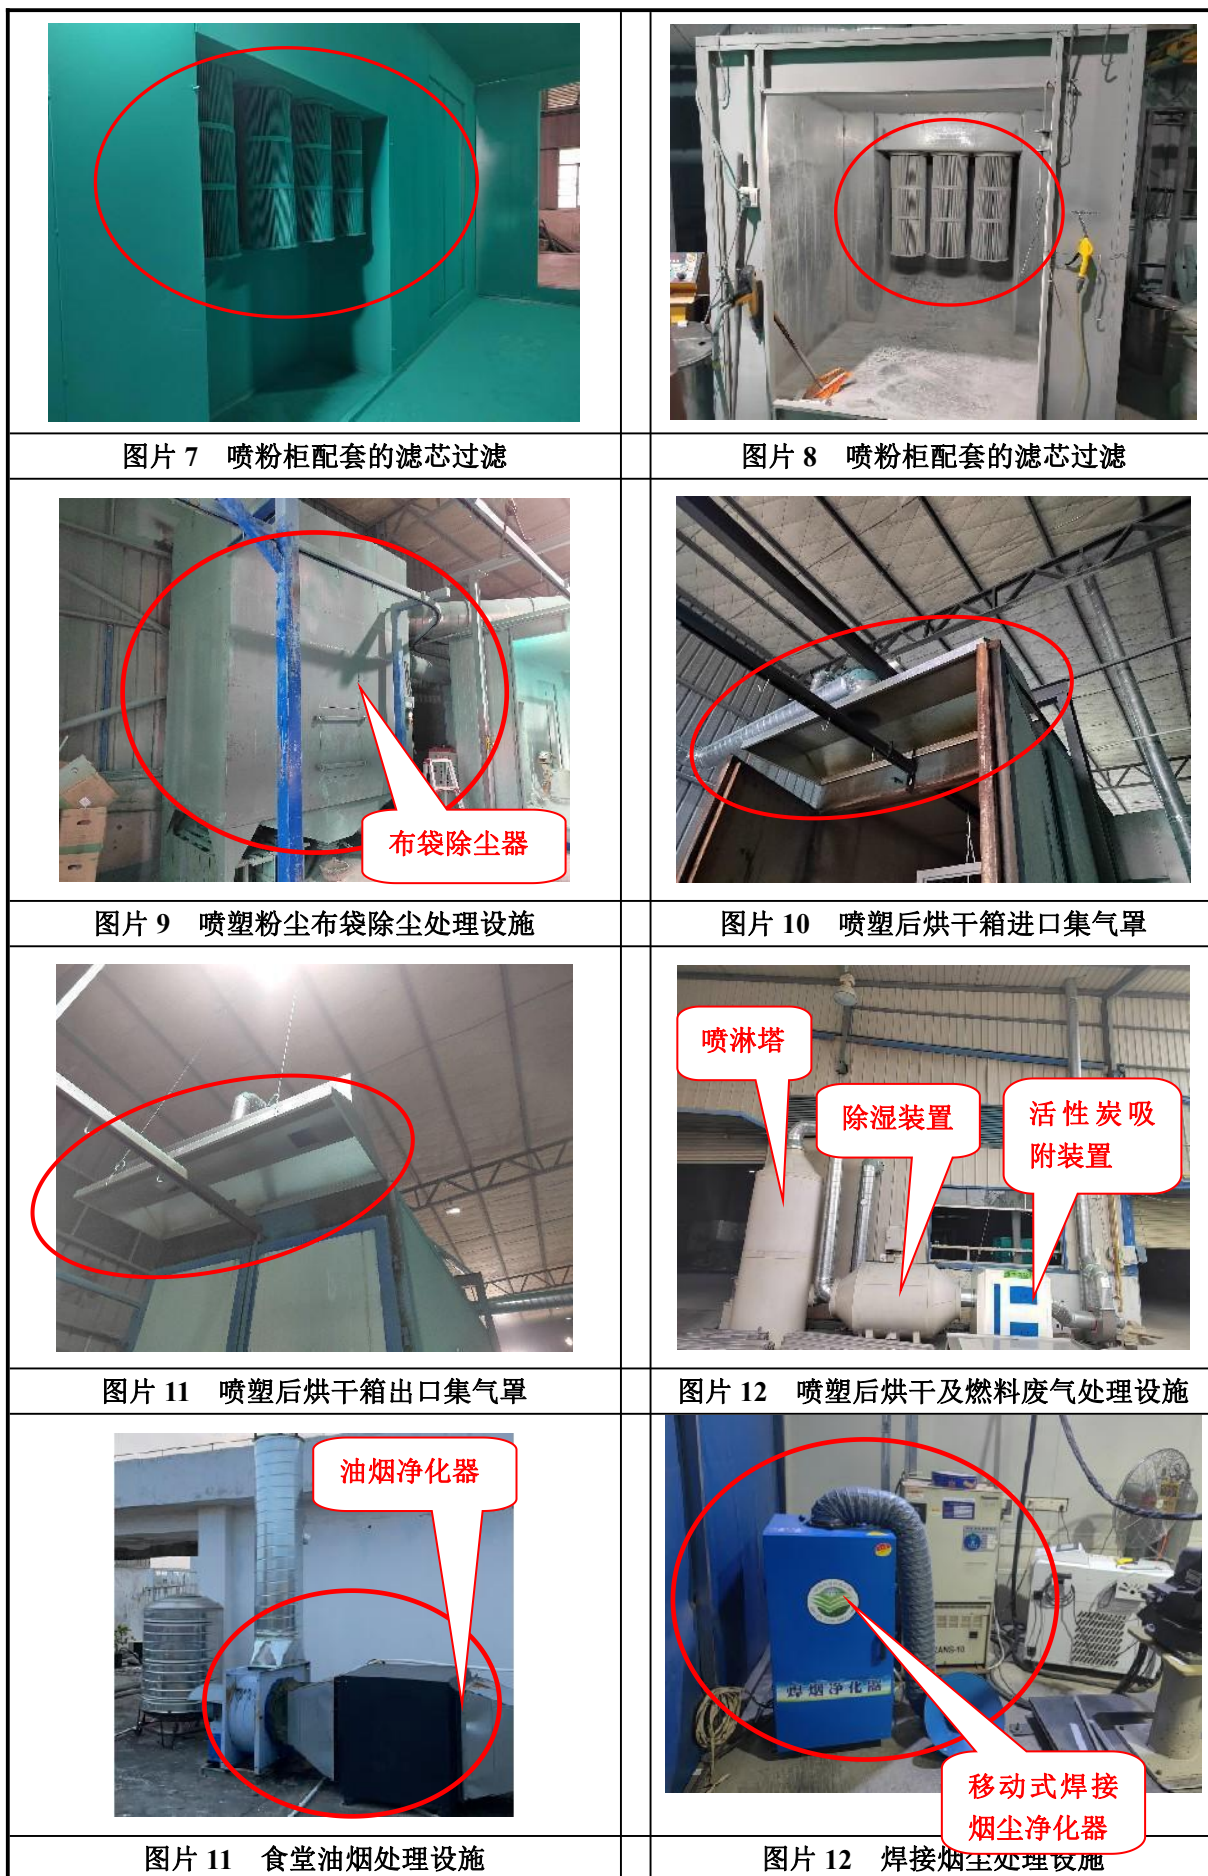 图片 7 喷粉柜配套的滤芯过滤
图片 8 喷粉柜配套的滤芯过滤
布袋除尘器
图片 9 喷塑粉尘布袋除尘处理设施
图片 10 喷塑后烘干箱进口集气罩
喷淋塔
除湿装置
活性炭吸
附装置
图片 11 喷塑后烘干箱出口集气罩
图片 12 喷塑后烘干及燃料废气处理设施
油烟净化器
焊烟净化器
移动式焊接
烟尘净化器
图片 11 食堂油烟处理设施
图片 12 焊接烟尘处理设施